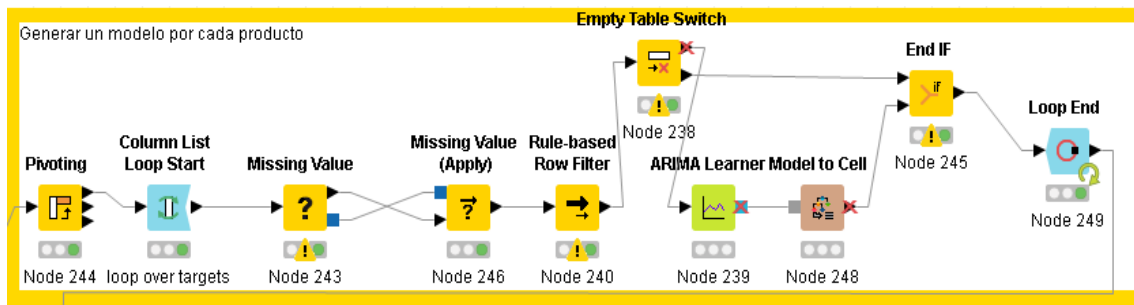 Generar un modelo por cada producto
Empty Table Switch
Node 238
End IF
if
Node 245
Loop End
Node 249
Pivoting
Node 244
Column List
Loop Start
loop over targets
Missing Value
?
Node 243
Missing Value
(Apply)
?
Node 246
Rule-based
Row Filter
Node 240
ARIMA Learner
Node 239
Model to Cell
Node 248